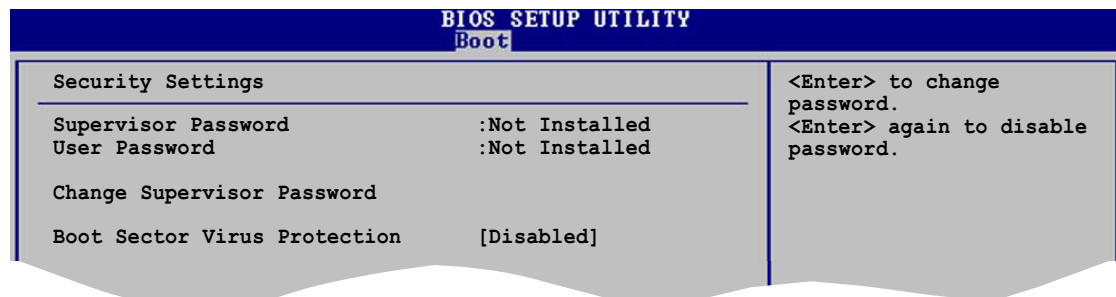 BIOS SETUP UTILITY
Boot
Security Settings
Supervisor Password :Not Installed
User Password :Not Installed
Change Supervisor Password
Boot Sector Virus Protection [Disabled]
<Enter> to change
password.
<Enter> again to disable
password.